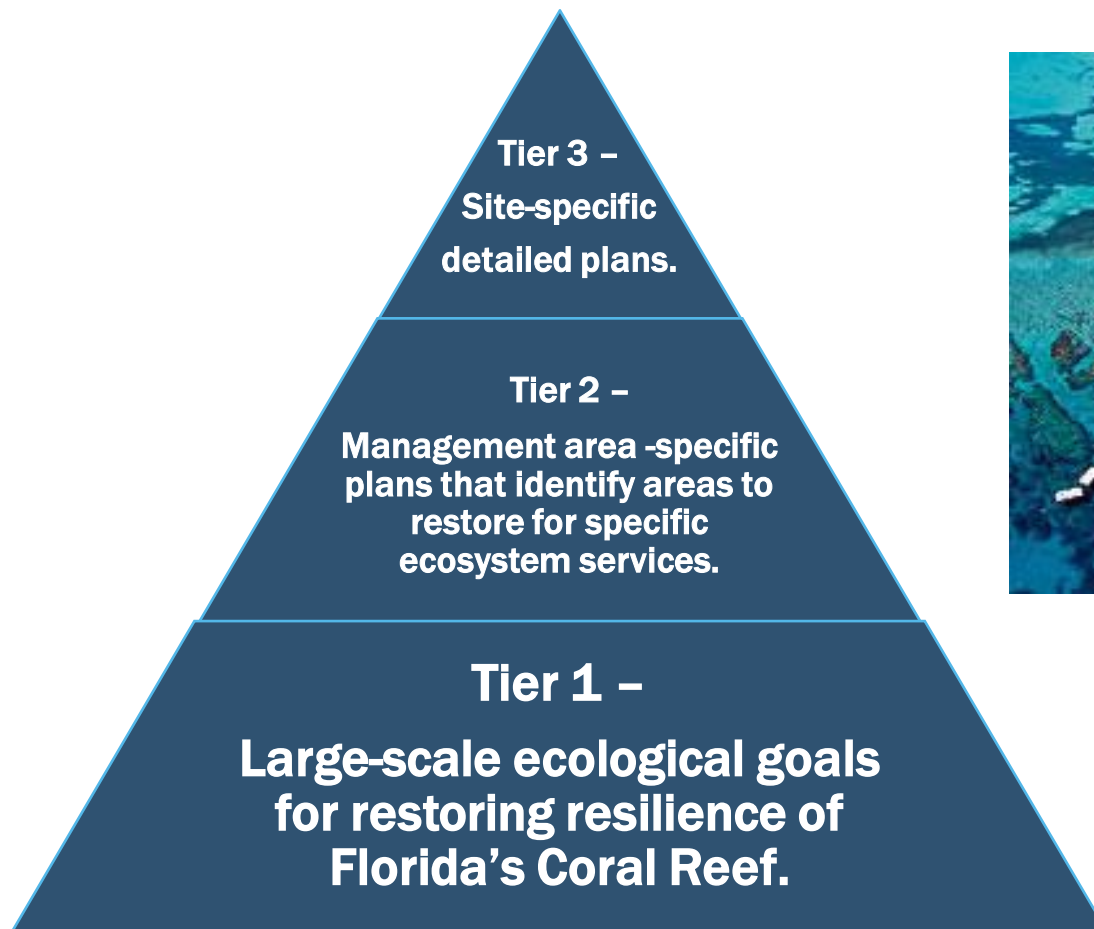 Tier 3 –
Site-specific
detailed plans.
Tier 2 –
Management area -specific
plans that identify areas to
restore for specific
ecosystem services.
Tier 1 –
Large-scale ecological goals
for restoring resilience of
Florida’s Coral Reef.